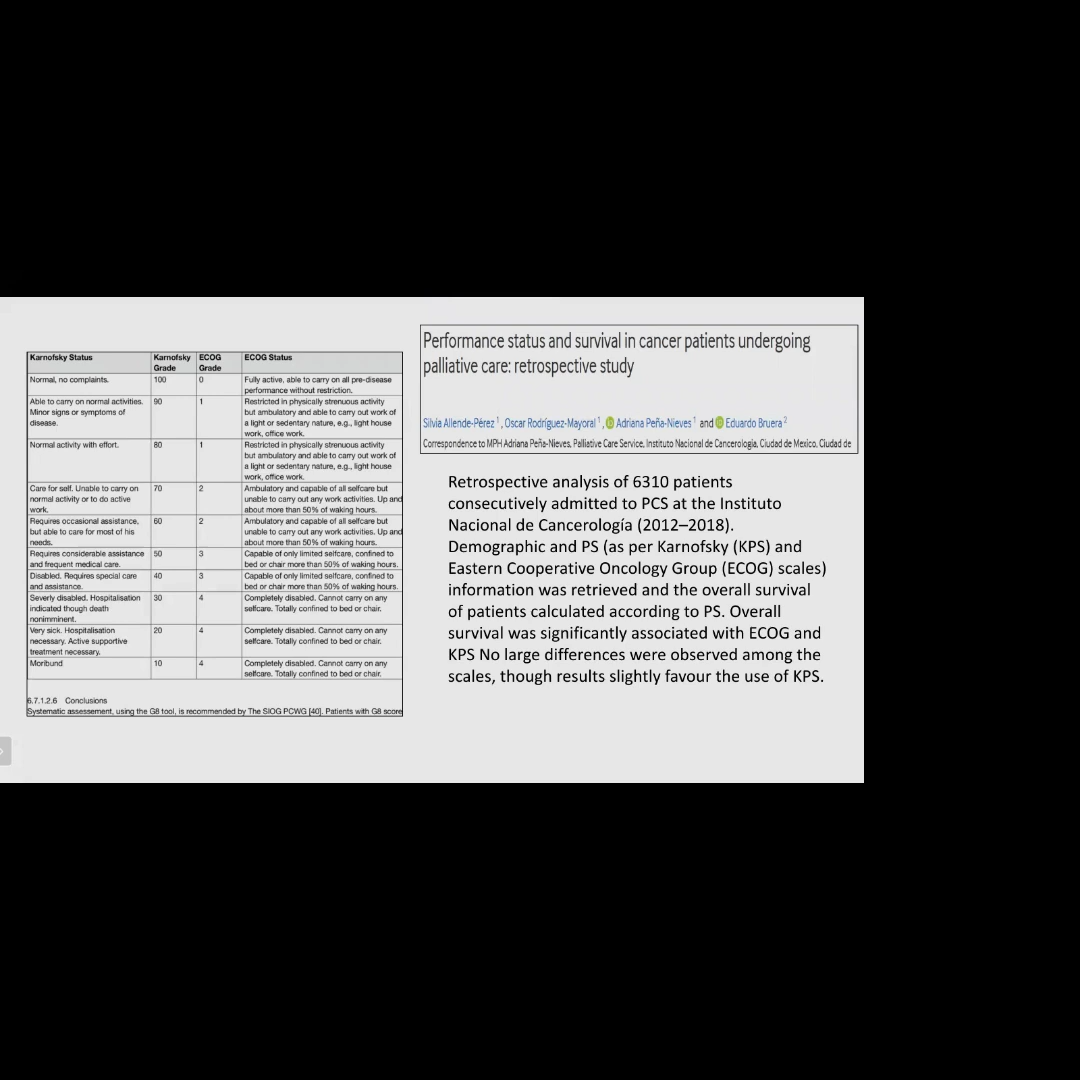 Karnofsky Status Karnofsky Grade ECOG Grade ECOG Status
Normal, no complaints. 100 0 Fully active, able to carry on all pre-disease
performance without restriction.
Able to carry on normal activities. Minor signs or symptoms of disease. 90 1 Restricted in physically strenuous activity
but ambulatory and able to carry out work of
a light or sedentary nature, e.g., light house
work, office work.
Normal activity with effort. 80 1 Restricted in physically strenuous activity
but ambulatory and able to carry out work of
a light or sedentary nature, e.g., light house
work, office work.
Care for self. Unable to carry on normal activity or to do active work. 70 2 Ambulatory and capable of all selfcare but
unable to carry out any work activities. Up and
about more than 50% of waking hours.
Requires occasional assistance, but able to care for most of his needs. 60 2 Ambulatory and capable of all selfcare but
unable to carry out any work activities. Up and
about more than 50% of waking hours.
Requires considerable assistance and frequent medical care. 50 3 Capable of only limited selfcare, confined to
bed or chair more than 50% of waking hours.
Disabled. Requires special care and assistance. 40 3 Capable of only limited selfcare, confined to
bed or chair more than 50% of waking hours.
Severly disabled. Hospitalisation indicated though death nonimminent. 30 4 Completely disabled. Cannot carry on any
selfcare. Totally confined to bed or chair.
Very sick. Hospitalisation necessary. Active supportive treatment necessary. 20 4 Completely disabled. Cannot carry on any
selfcare. Totally confined to bed or chair.
Moribund 10 4 Completely disabled. Cannot carry on any
selfcare. Totally confined to bed or chair.
6.7.1.2.6 Conclusions
Systematic assessement, using the G8 tool, is recommended by The SIOG PCWG [40]. Patients with G8 score
Performance status and survival in cancer patients undergoing
palliative care: retrospective study
Silvia Allende-Pérez 1, Oscar Rodríguez-Mayoral 1, iD Adriana Peña-Nieves 1 and iD Eduardo Bruera 2
Correspondence to MPH Adriana Peña-Nieves, Palliative Care Service, Instituto Nacional de Cancerologia, Ciudad de Mexico, Ciudad de
Retrospective analysis of 6310 patients
consecutively admitted to PCS at the Instituto
Nacional de Cancerología (2012–2018).
Demographic and PS (as per Karnofsky (KPS) and
Eastern Cooperative Oncology Group (ECOG) scales)
information was retrieved and the overall survival
of patients calculated according to PS. Overall
survival was significantly associated with ECOG and
KPS No large differences were observed among the
scales, though results slightly favour the use of KPS.